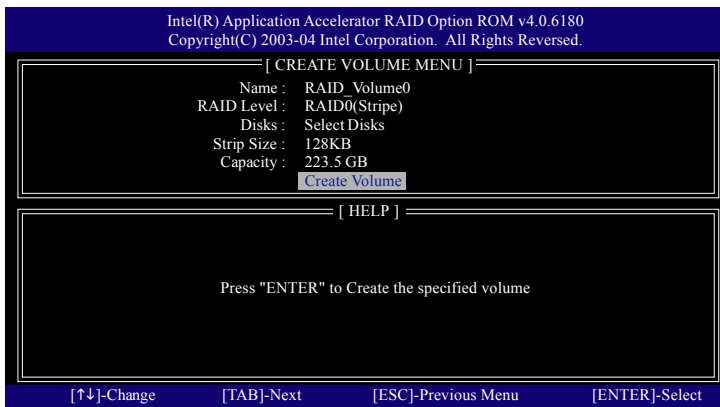 Intel(R) Application Accelerator RAID Option ROM v4.0.6180
Copyright(C) 2003-04 Intel Corporation.  All Rights Reversed.
[ CREATE VOLUME MENU ]
Name :   RAID_Volume0
RAID Level :   RAID0(Stripe)
Disks :   Select Disks
Strip Size :   128KB
Capacity :   223.5 GB
Create Volume
[ HELP ]
Press "ENTER" to Create the specified volume
[↑↓]-Change   [TAB]-Next   [ESC]-Previous Menu   [ENTER]-Select